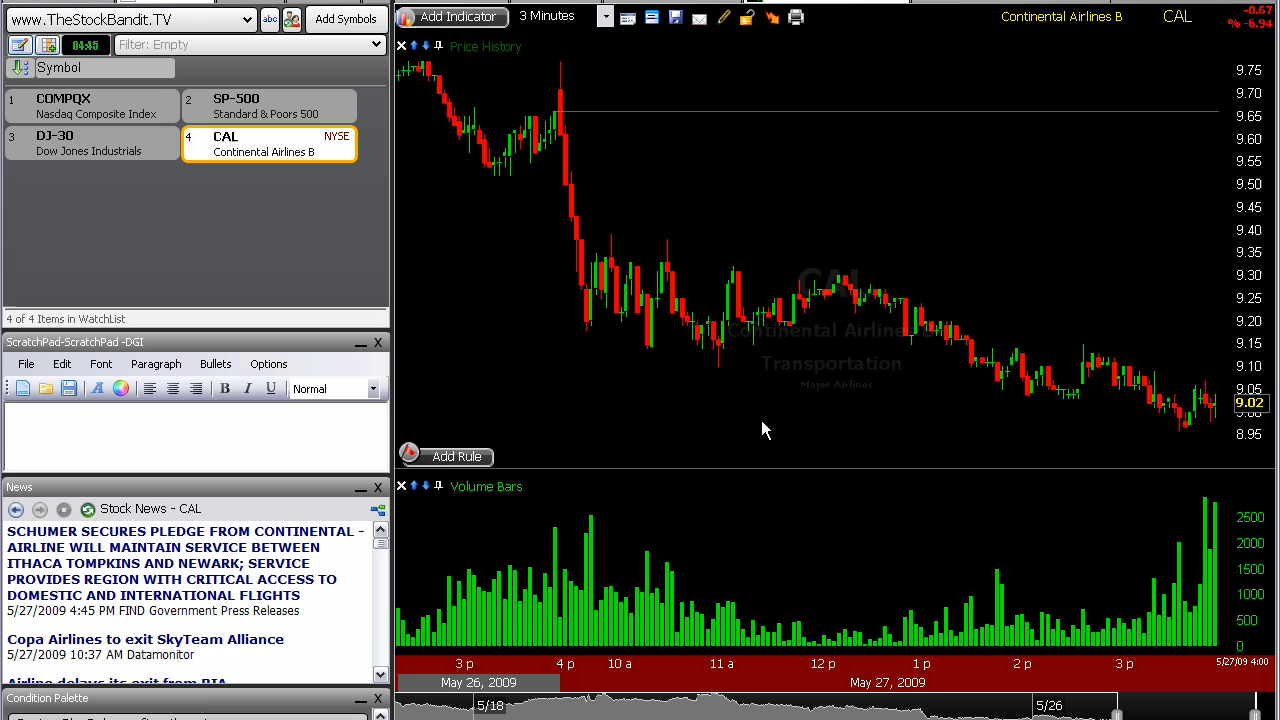 www.TheStockBandit.TV
abc
Add Symbols
04:45
Filter: Empty
Symbol
1 COMPQX
Nasdaq Composite Index
2 SP-500
Standard & Poors 500
3 DJ-30
Dow Jones Industrials
4 CAL NYSE
Continental Airlines B
4 of 4 Items in WatchList
ScratchPad-ScratchPad -DGI
File Edit Font Paragraph Bullets Options
A B I U Normal
News
Stock News - CAL
SCHUMER SECURES PLEDGE FROM CONTINENTAL -
AIRLINE WILL MAINTAIN SERVICE BETWEEN
ITHACA TOMPKINS AND NEWARK; SERVICE
PROVIDES REGION WITH CRITICAL ACCESS TO
DOMESTIC AND INTERNATIONAL FLIGHTS
5/27/2009 4:45 PM FIND Government Press Releases
Copa Airlines to exit SkyTeam Alliance
5/27/2009 10:37 AM Datamonitor
Airline delays its exit from
Condition Palette
Add Indicator
3 Minutes
Continental Airlines B
CAL
-0.67
% -6.94
Price History
9.75
9.70
9.65
9.60
9.55
9.50
9.45
9.40
9.35
9.30
9.25
9.20
9.15
9.10
9.05
9.02
8.95
CAL
Continental Airlines B
Transportation
Major Airlines
Add Rule
Volume Bars
2500
2000
1500
1000
500
0
3 p 4 p 10 a 11 a 12 p 1 p 2 p 3 p 5/27/09 4:00
May 26, 2009 May 27, 2009
5/18 5/26